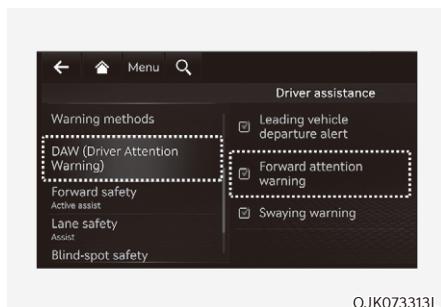 Menu
Driver assistance
Warning methods
DAW (Driver Attention
Warning)
Forward safety
Active assist
Lane safety
Assist
Blind-spot safety
Leading vehicle
departure alert
Forward attention
warning
Swaying warning
OJK073313L